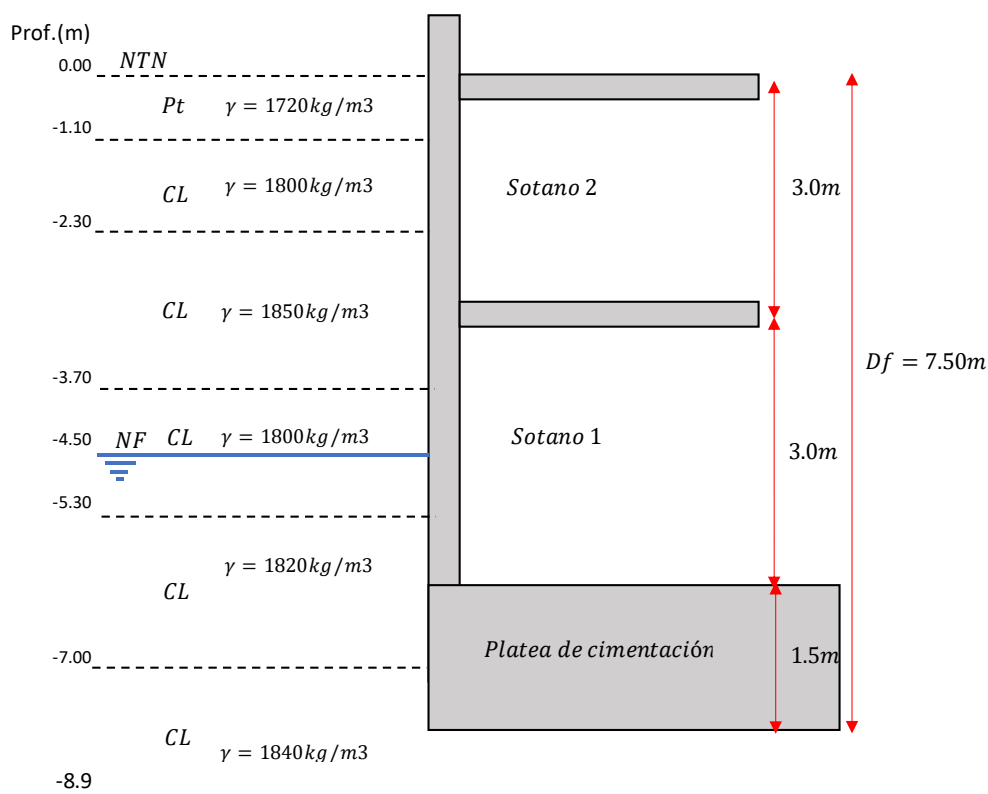 Prof.(m)
0.00
NTN
Pt γ = 1720kg/m3
-1.10
CL γ = 1800kg/m3
Sotano 2
3.0m
-2.30
CL γ = 1850kg/m3
Df = 7.50m
-3.70
-4.50 NF CL γ = 1800kg/m3
Sotano 1
3.0m
-5.30
γ = 1820kg/m3
CL
Platea de cimentación
1.5m
-7.00
CL γ = 1840kg/m3
-8.9